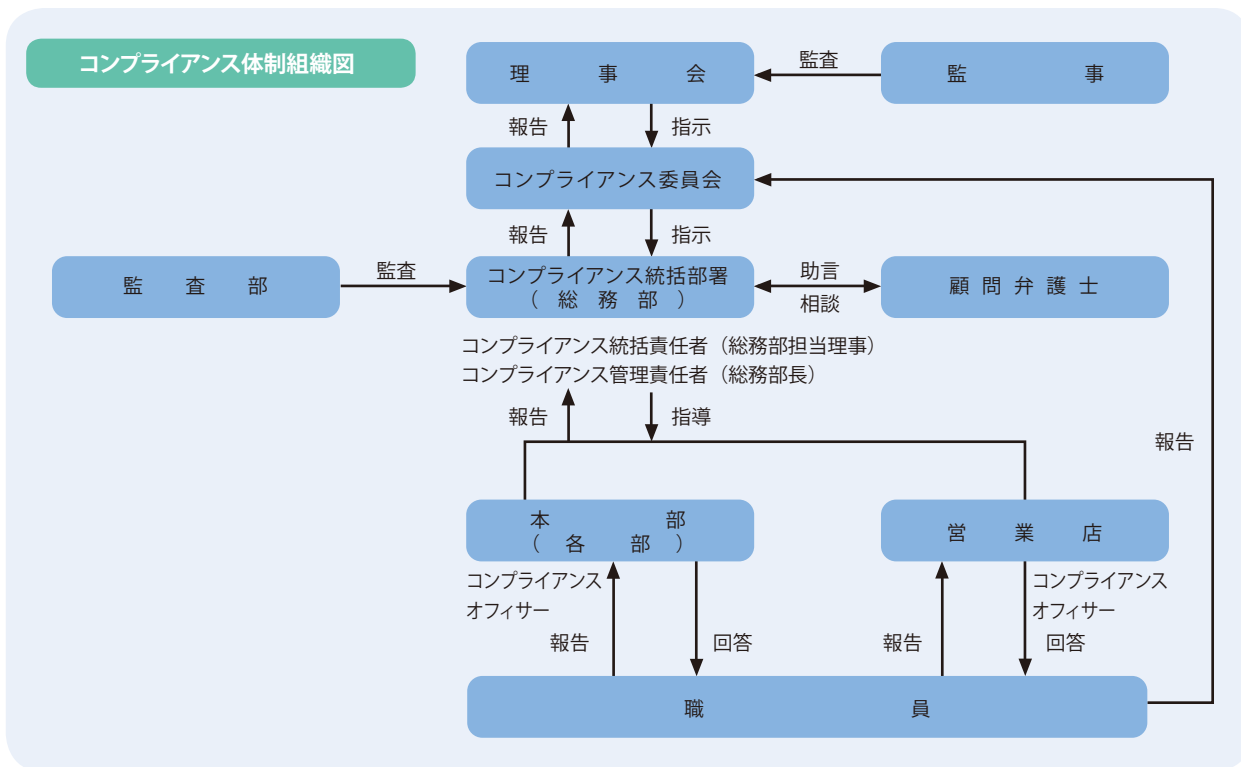 コンプライアンス体制組織図
理事会
監査
監事
報告
指示
コンプライアンス委員会
報告
指示
監査部
監査
コンプライアンス統括部署
（総務部）
助言
相談
顧問弁護士
コンプライアンス統括責任者（総務部担当理事）
コンプライアンス管理責任者（総務部長）
報告
指導
報告
本部
（各部）
営業店
コンプライアンス
オフィサー
コンプライアンス
オフィサー
報告
回答
報告
回答
職員